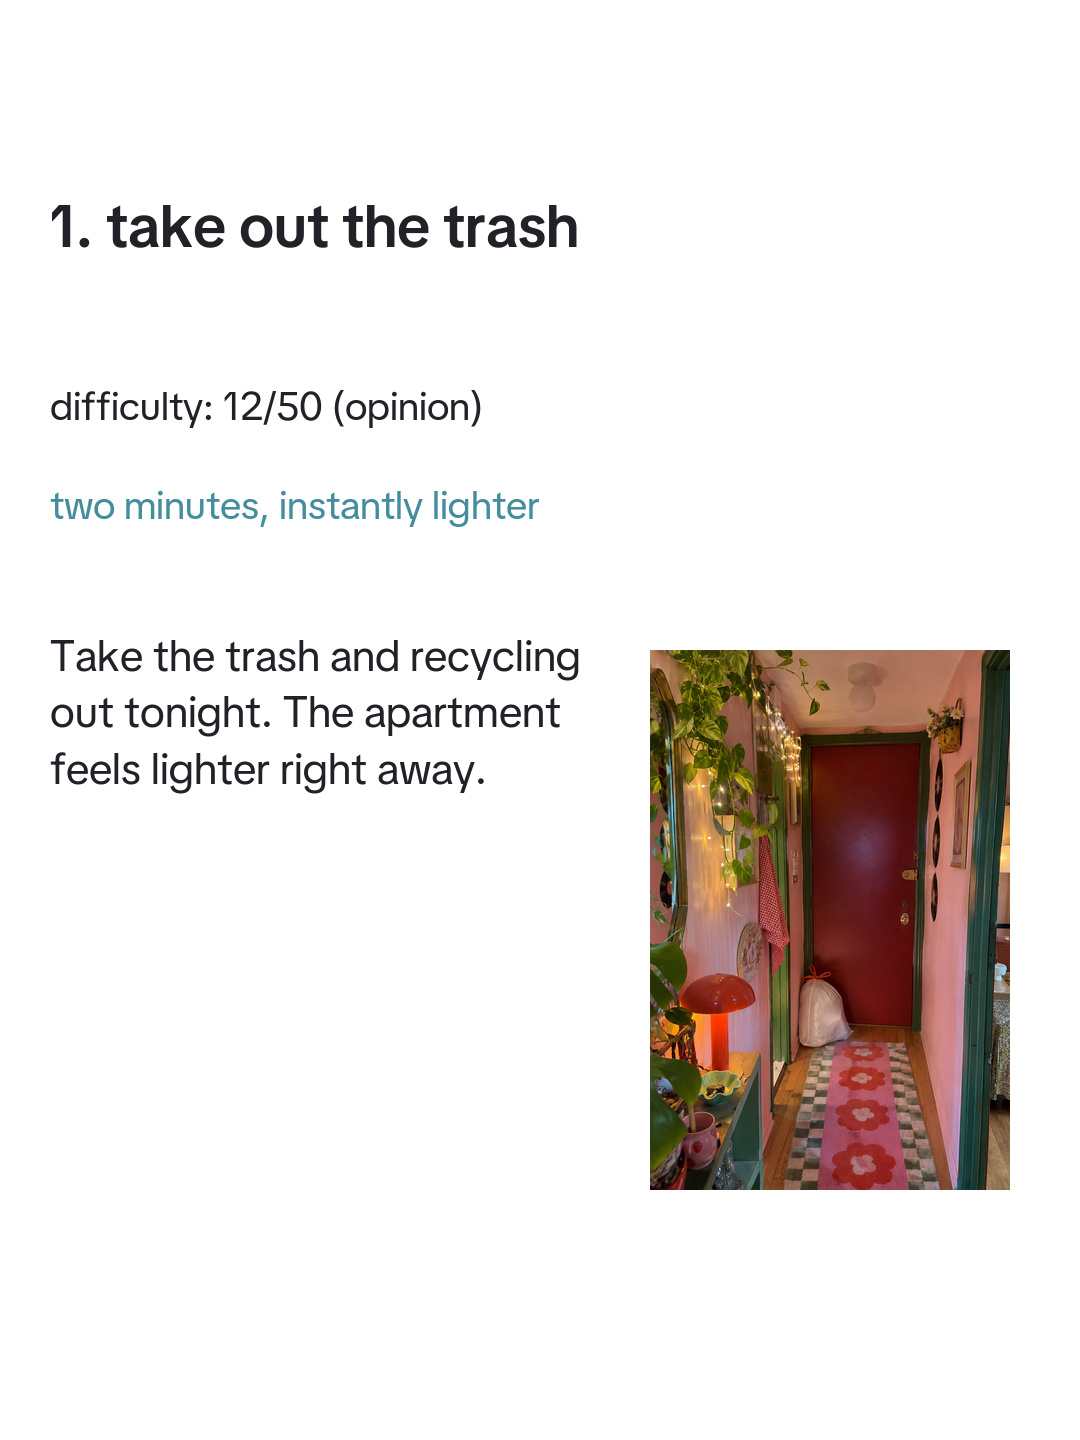 1. take out the trash
difficulty: 12/50 (opinion)
two minutes, instantly lighter
Take the trash and recycling
out tonight. The apartment
feels lighter right away.